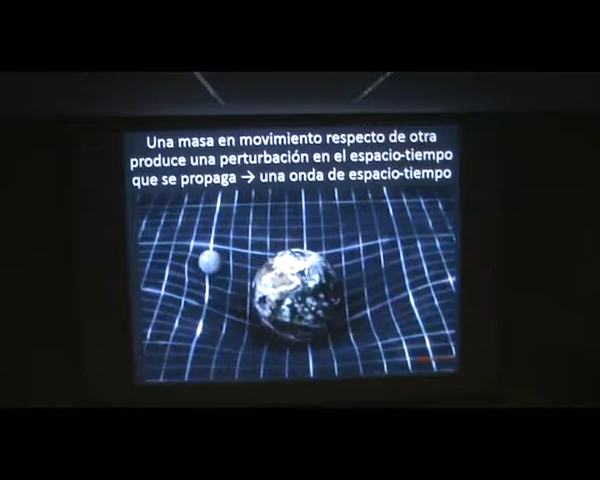 Una masa en movimiento respecto de otra
produce una perturbación en el espacio-tiempo
que se propaga → una onda de espacio-tiempo